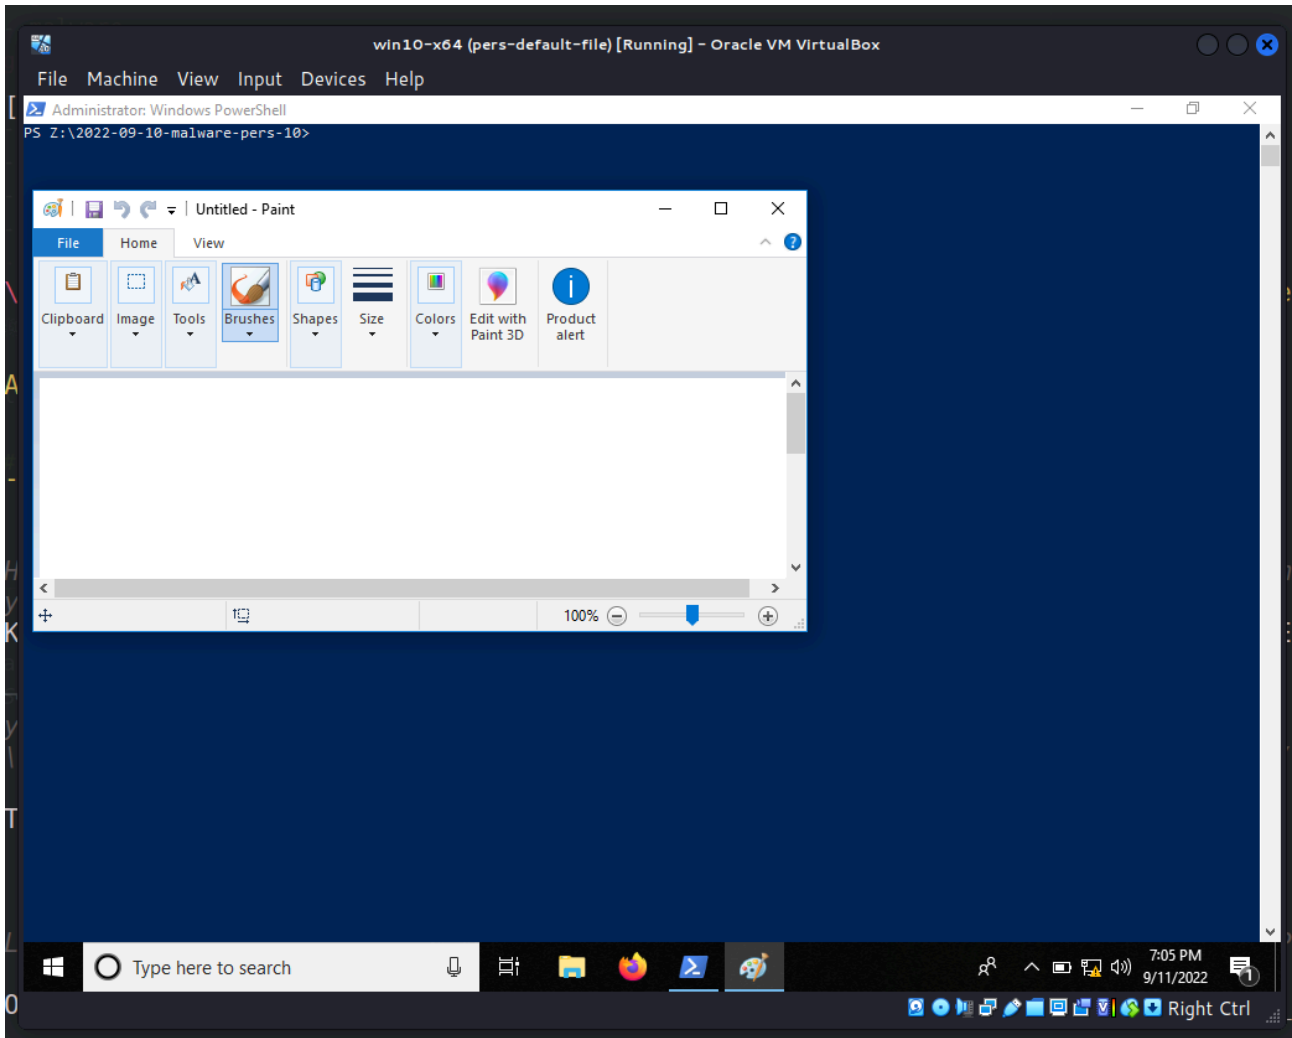 win10-x64 (pers-default-file) [Running] - Oracle VM VirtualBox
File Machine View Input Devices Help
Administrator: Windows PowerShell
PS Z:\2022-09-10-malware-pers-10>
Untitled - Paint
File Home View
Clipboard Image Tools Brushes Shapes Size Colors Edit with Paint 3D Product alert
100%
Type here to search
7:05 PM
9/11/2022
1
Right Ctrl